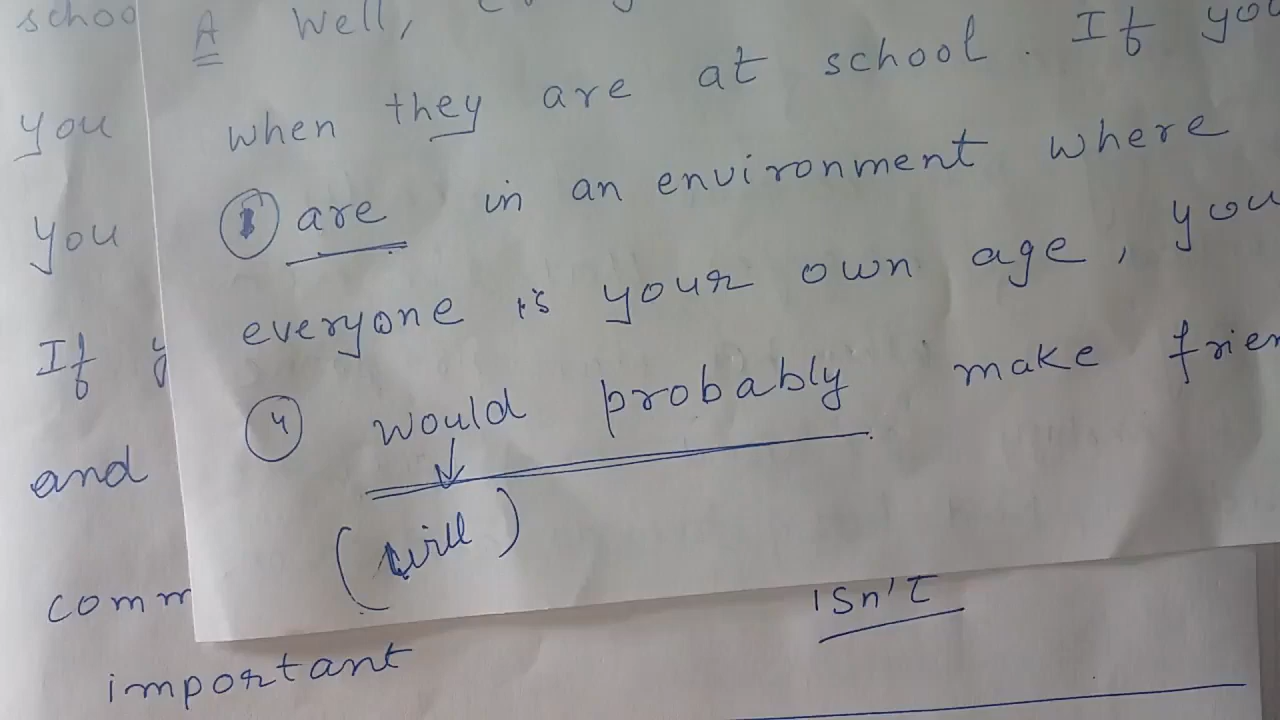 schoo
A Well,
when they are at school. If you
you
are in an environment where
you
everyone is your own age, you
If y
④ would probably make frien
and
(will)
comm
isn't
important